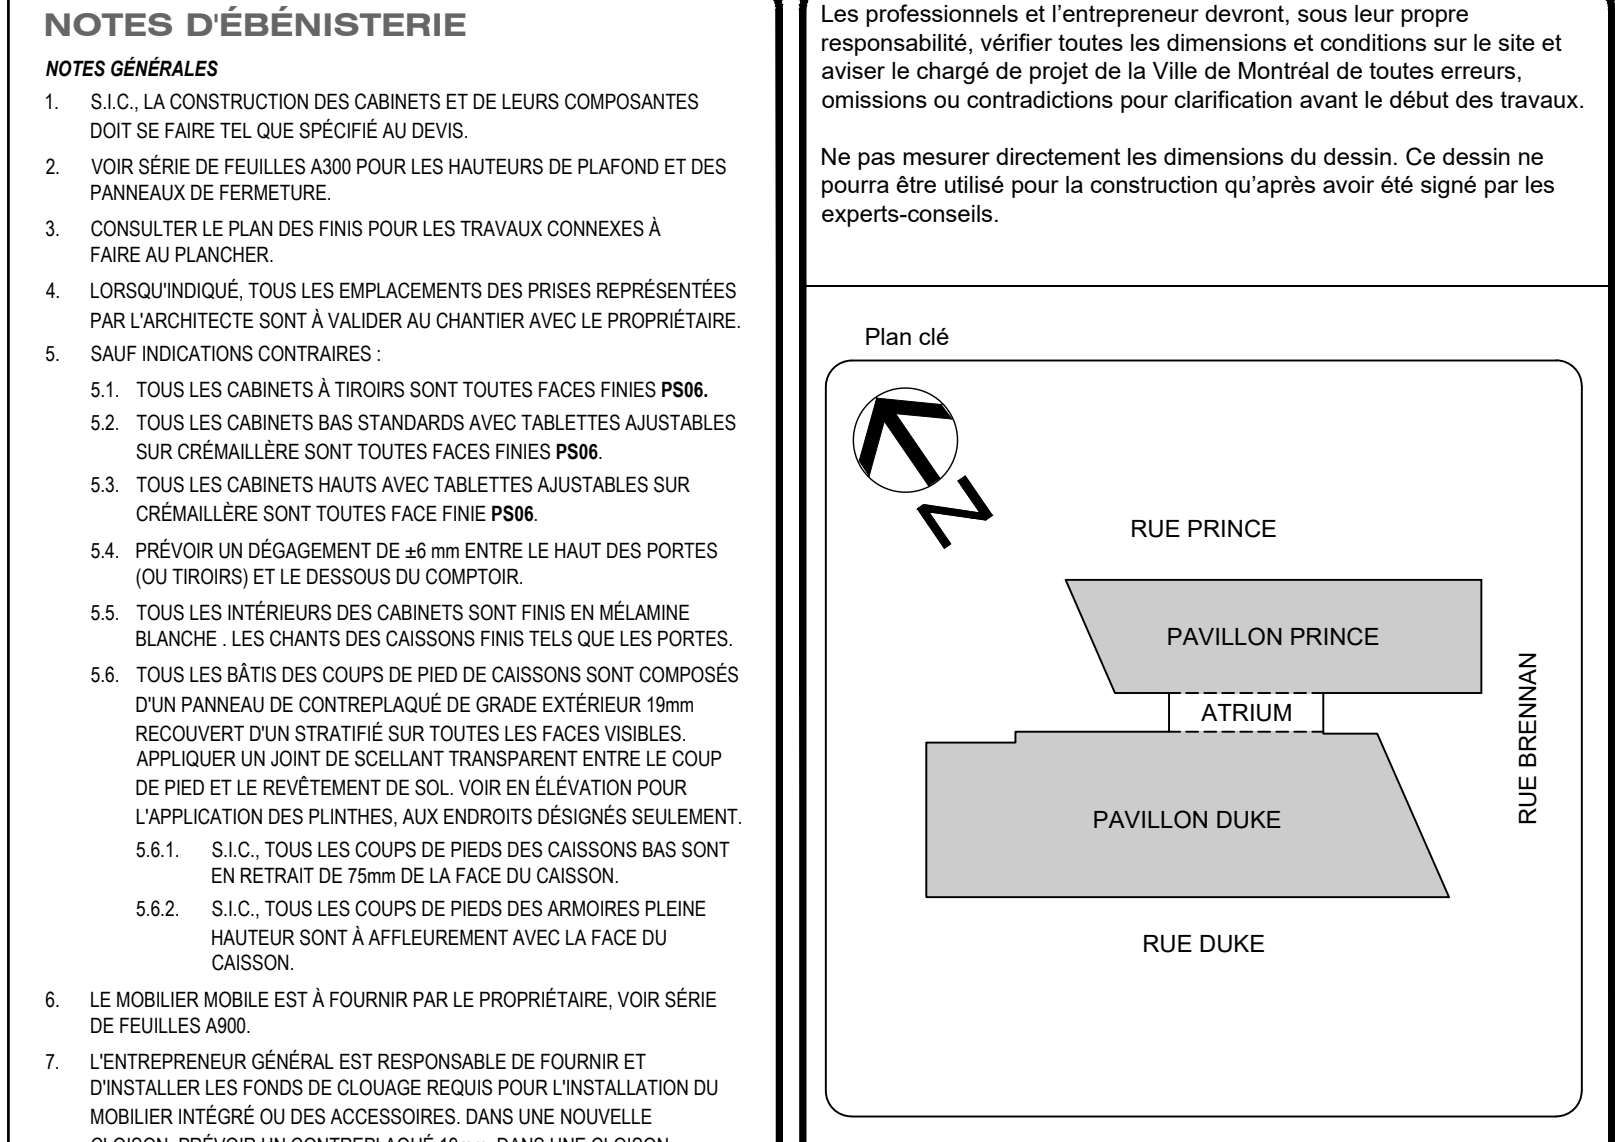 NOTES D'ÉBÉNISTERIE
NOTES GÉNÉRALES
1. S.I.C., LA CONSTRUCTION DES CABINETS ET DE LEURS COMPOSANTES
DOIT SE FAIRE TEL QUE SPÉCIFIÉ AU DEVIS.
2. VOIR SÉRIE DE FEUILLES A300 POUR LES HAUTEURS DE PLAFOND ET DES
PANNEAUX DE FERMETURE.
3. CONSULTER LE PLAN DES FINIS POUR LES TRAVAUX CONNEXES À
FAIRE AU PLANCHER.
4. LORSQU'INDIQUÉ, TOUS LES EMPLACEMENTS DES PRISES REPRÉSENTÉES
PAR L'ARCHITECTE SONT À VALIDER AU CHANTIER AVEC LE PROPRIÉTAIRE.
5. SAUF INDICATIONS CONTRAIRES :
5.1. TOUS LES CABINETS À TIROIRS SONT TOUTES FACES FINIES PS06.
5.2. TOUS LES CABINETS BAS STANDARDS AVEC TABLETTES AJUSTABLES
SUR CRÉMAILLÈRE SONT TOUTES FACES FINIES PS06.
5.3. TOUS LES CABINETS HAUTS AVEC TABLETTES AJUSTABLES SUR
CRÉMAILLÈRE SONT TOUTES FACE FINIE PS06.
5.4. PRÉVOIR UN DÉGAGEMENT DE ±6 mm ENTRE LE HAUT DES PORTES
(OU TIROIRS) ET LE DESSOUS DU COMPTOIR.
5.5. TOUS LES INTÉRIEURS DES CABINETS SONT FINIS EN MÉLAMINE
BLANCHE . LES CHANTS DES CAISSONS FINIS TELS QUE LES PORTES.
5.6. TOUS LES BÂTIS DES COUPS DE PIED DE CAISSONS SONT COMPOSÉS
D'UN PANNEAU DE CONTREPLAQUÉ DE GRADE EXTÉRIEUR 19mm
RECOUVERT D'UN STRATIFIÉ SUR TOUTES LES FACES VISIBLES.
APPLIQUER UN JOINT DE SCELLANT TRANSPARENT ENTRE LE COUP
DE PIED ET LE REVÊTEMENT DE SOL. VOIR EN ÉLÉVATION POUR
L'APPLICATION DES PLINTHES, AUX ENDROITS DÉSIGNÉS SEULEMENT.
5.6.1. S.I.C., TOUS LES COUPS DE PIEDS DES CAISSONS BAS SONT
EN RETRAIT DE 75mm DE LA FACE DU CAISSON.
5.6.2. S.I.C., TOUS LES COUPS DE PIEDS DES ARMOIRES PLEINE
HAUTEUR SONT À AFFLEUREMENT AVEC LA FACE DU
CAISSON.
6. LE MOBILIER MOBILE EST À FOURNIR PAR LE PROPRIÉTAIRE, VOIR SÉRIE
DE FEUILLES A900.
7. L'ENTREPRENEUR GÉNÉRAL EST RESPONSABLE DE FOURNIR ET
D'INSTALLER LES FONDS DE CLOUAGE REQUIS POUR L'INSTALLATION DU
MOBILIER INTÉGRÉ OU DES ACCESSOIRES. DANS UNE NOUVELLE
CLOISON, PRÉVOIR UN CONTREPLAQUÉ 19mm. DANS UNE CLOISON
Les professionnels et l'entrepreneur devront, sous leur propre
responsabilité, vérifier toutes les dimensions et conditions sur le site et
aviser le chargé de projet de la Ville de Montréal de toutes erreurs,
omissions ou contradictions pour clarification avant le début des travaux.
Ne pas mesurer directement les dimensions du dessin. Ce dessin ne
pourra être utilisé pour la construction qu'après avoir été signé par les
experts-conseils.
Plan clé
N
RUE PRINCE
PAVILLON PRINCE
ATRIUM
RUE BRENNAN
PAVILLON DUKE
RUE DUKE